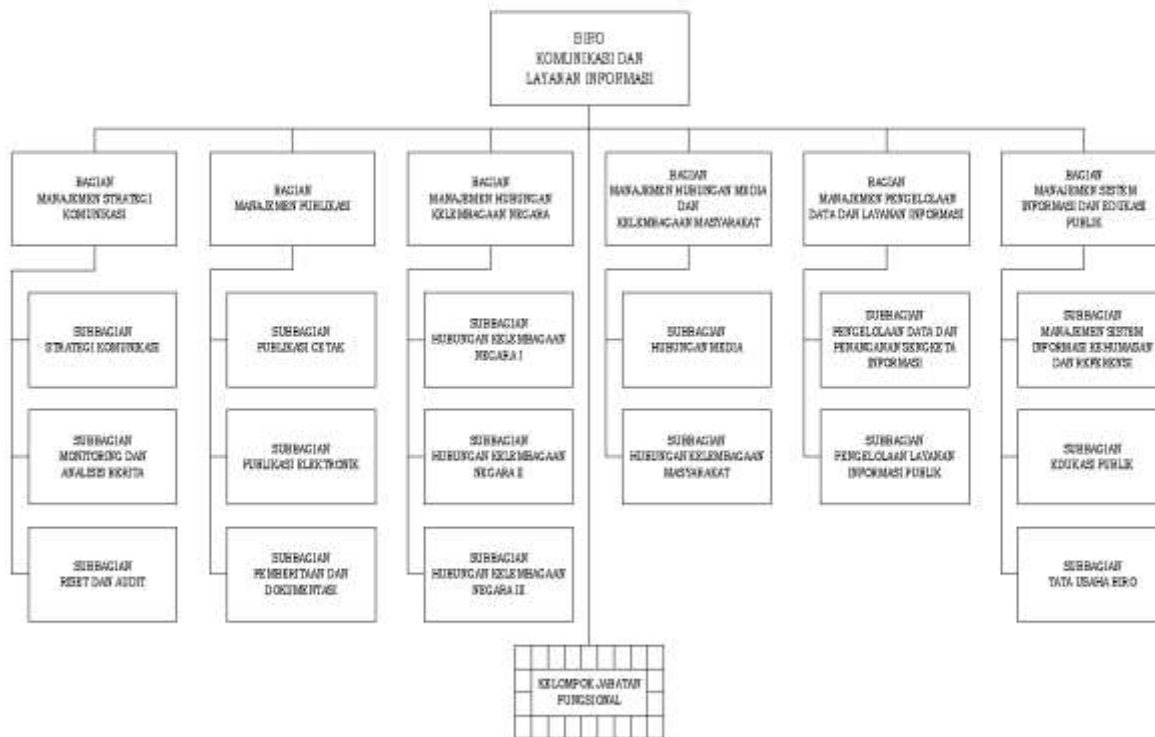 BIRO
KOMUNIKASI DAN
LAYANAN INFORMASI
BAGIAN
MANAJEMEN STRATEGI
KOMUNIKASI
BAGIAN
MANAJEMEN PUBLIKASI
BAGIAN
MANAJEMEN HUBUNGAN
KELEMBAGAAN NEGARA
BAGIAN
MANAJEMEN HUBUNGAN MEDIA
DAN
KELEMBAGAAN MASYARAKAT
BAGIAN
MANAJEMEN PENGELOLAAN
DATA DAN LAYANAN INFORMASI
BAGIAN
MANAJEMEN SISTEM
INFORMASI DAN EDUKASI
PUBLIK
SUBBAGIAN
STRATEGI KOMUNIKASI
SUBBAGIAN
PUBLIKASI CETAK
SUBBAGIAN
HUBUNGAN KELEMBAGAAN
NEGARA I
SUBBAGIAN
HUBUNGAN MEDIA
SUBBAGIAN
PENGELOLAAN DATA DAN
PENANGANAN SENGKETA
INFORMASI
SUBBAGIAN
MANAJEMEN SISTEM
INFORMASI KEHUMASAN
DAN REFERENSI
SUBBAGIAN
MONITORING DAN
ANALISIS BERITA
SUBBAGIAN
PUBLIKASI ELEKTRONIK
SUBBAGIAN
HUBUNGAN KELEMBAGAAN
NEGARA II
SUBBAGIAN
HUBUNGAN KELEMBAGAAN
MASYARAKAT
SUBBAGIAN
PENGELOLAAN LAYANAN
INFORMASI PUBLIK
SUBBAGIAN
EDUKASI PUBLIK
SUBBAGIAN
RISET DAN AUDIT
SUBBAGIAN
PEMBERITAAN DAN
DOKUMENTASI
SUBBAGIAN
HUBUNGAN KELEMBAGAAN
NEGARA III
SUBBAGIAN
TATA USAHA BIRO
KELOMPOK JABATAN
FUNGSIONAL